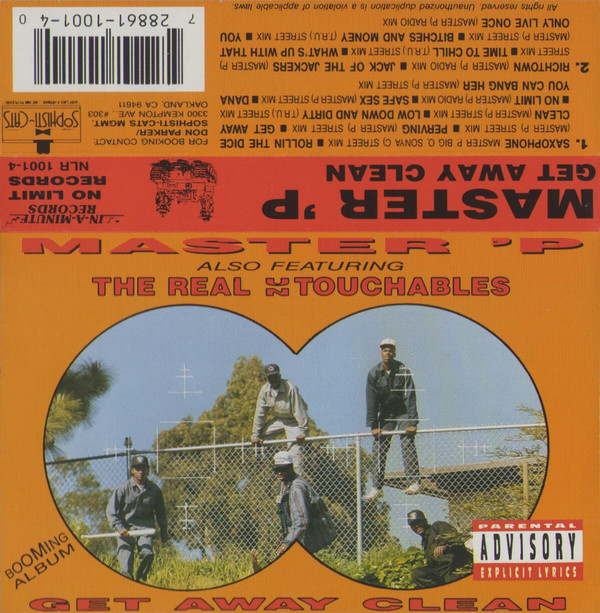 MASTER 'P
GET AWAY CLEAN
"IN-A-MINUTE"
RECORDS
NO LIMIT
RECORDS
NLR 1001-4
1. SAXOPHONE ■ ROLLIN THE DICE
(MASTER P BIG P, O, SONYA C) STREET MIX ■ PERVING (MASTER P) STREET MIX ■ GET AWAY
CLEAN (MASTER P) STREET MIX ■ LOW DOWN AND DIRTY (T.R.U.) STREET MIX ■
NO LIMIT (MASTER P) RADIO MIX ■ SAFE SEX (MASTER P) STREET MIX ■ DANA
YOU CAN BANG HER (MASTER P) STREET MIX
2. RICHTOWN (MASTER P) RADIO MIX ■ THE JACK OF THE JACKERS (MASTER P)
STREET MIX ■ TIME TO CHILL (T.R.U.) STREET MIX ■ WHAT'S UP WITH THAT
(MASTER P) STREET MIX ■ BITCHES AND MONEY (T.R.U.) STREET MIX ■ YOU
ONLY LIVE ONCE (MASTER P) RADIO MIX
All rights reserved. Unauthorized duplication is a violation of applicable laws.
FOR BOOKING CONTACT:
DON PARKER/
SOPHISTI-CATS MGMT.
3300 KEMPTON AVE. #303
OAKLAND, CA 94611
SOPHISTI-CATS
7 28861-1001-4 0
MASTER 'P
ALSO FEATURING
THE REAL UN TOUCHABLES
BOOMING
ALBUM
PARENTAL
ADVISORY
EXPLICIT LYRICS
GET AWAY CLEAN